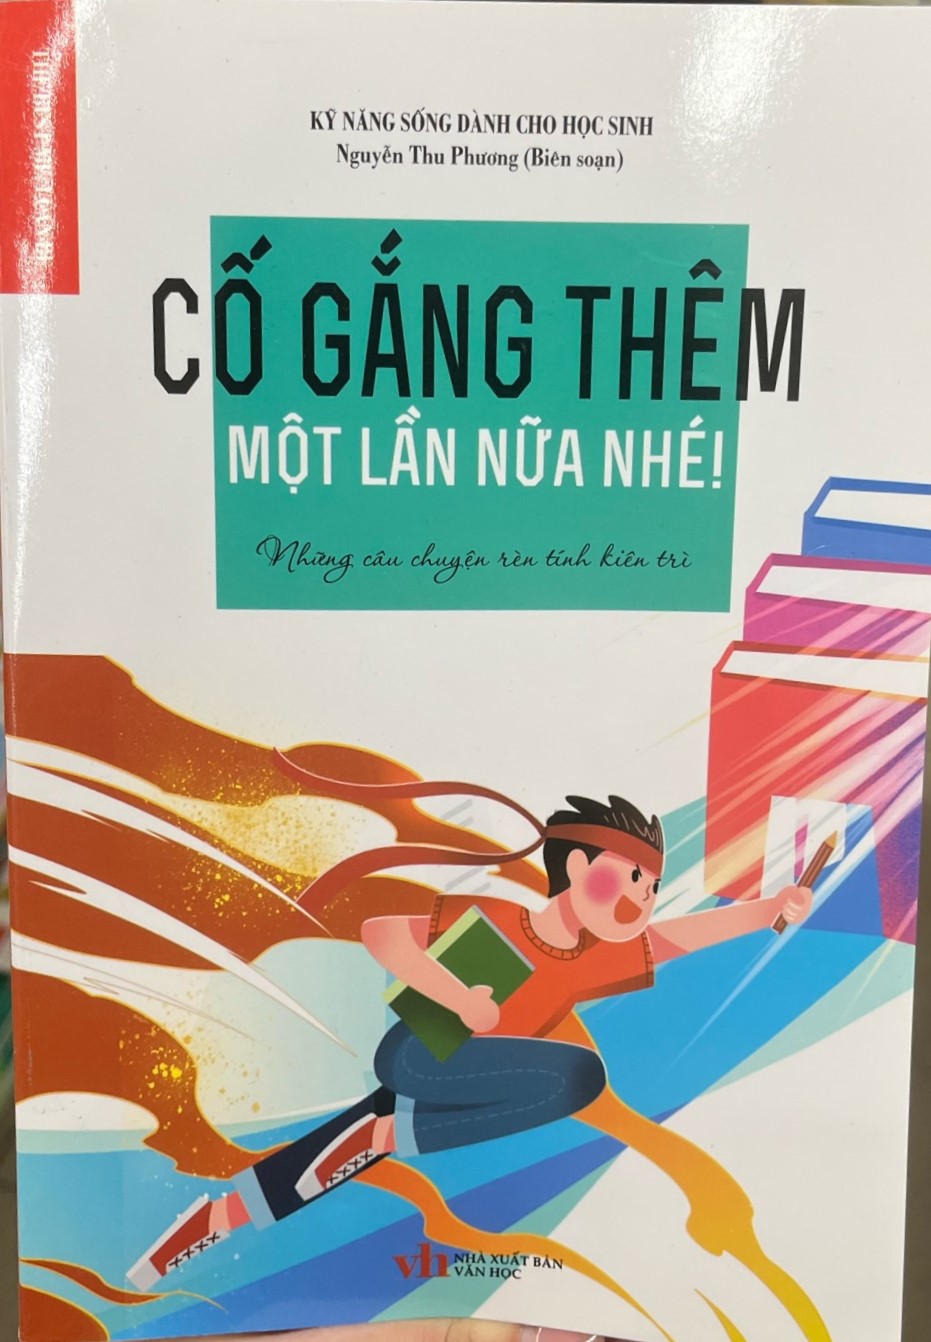 KỸ NĂNG SỐNG DÀNH CHO HỌC SINH
Nguyễn Thu Phương (Biên soạn)
CỐ GẮNG THÊM
MỘT LẦN NỮA NHÉ!
Những câu chuyện rèn tính kiên trì
vh NHÀ XUẤT BẢN
VĂN HỌC